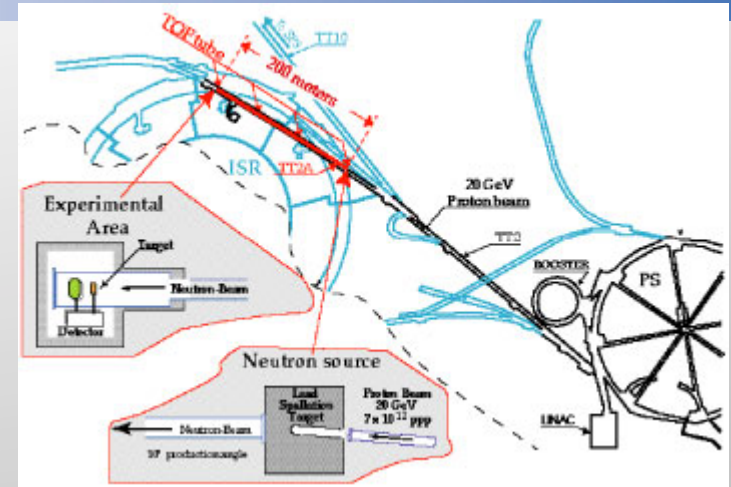 TOF tube
TT10
200 meters
ISR
TT2A
20 GeV
Proton beam
TT2
Experimental
Area
Target
Neutron-Beam
Detector
BOOSTER
PS
LINAC
Neutron source
Lead
Spallation
Target
Proton Beam
20 GeV
7 x 10¹² ppp
Neutron-Beam
production angle